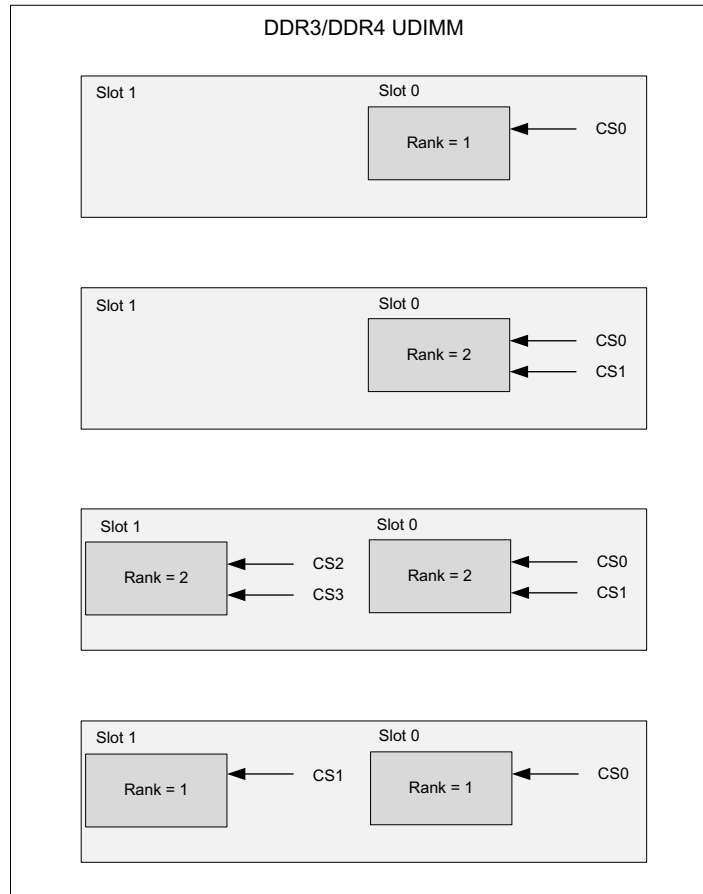 DDR3/DDR4 UDIMM
Slot 1
Slot 0
Rank = 1
CS0
Slot 1
Slot 0
Rank = 2
CS0
CS1
Slot 1
Slot 0
Rank = 2
CS2
CS3
Rank = 2
CS0
CS1
Slot 1
Slot 0
Rank = 1
CS1
Rank = 1
CS0